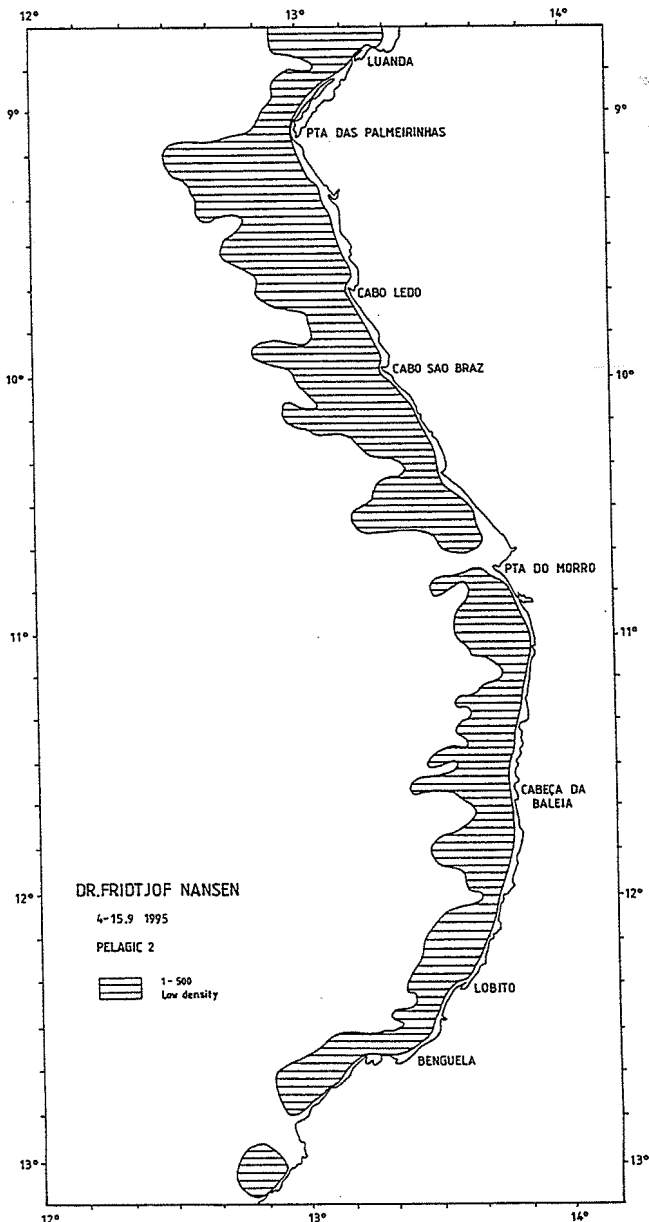 12°
13°
14°
LUANDA
9°
9°
PTA DAS PALMEIRINHAS
CABO LEDO
CABO SAO BRAZ
10°
10°
PTA DO MORRO
11°
11°
CABEÇA DA
BALEIA
DR.FRIDTJOF NANSEN
12°
12°
4-15.9 1995
PELAGIC 2
1-500
Low density
LOBITO
BENGUELA
13°
13°
12°
13°
14°